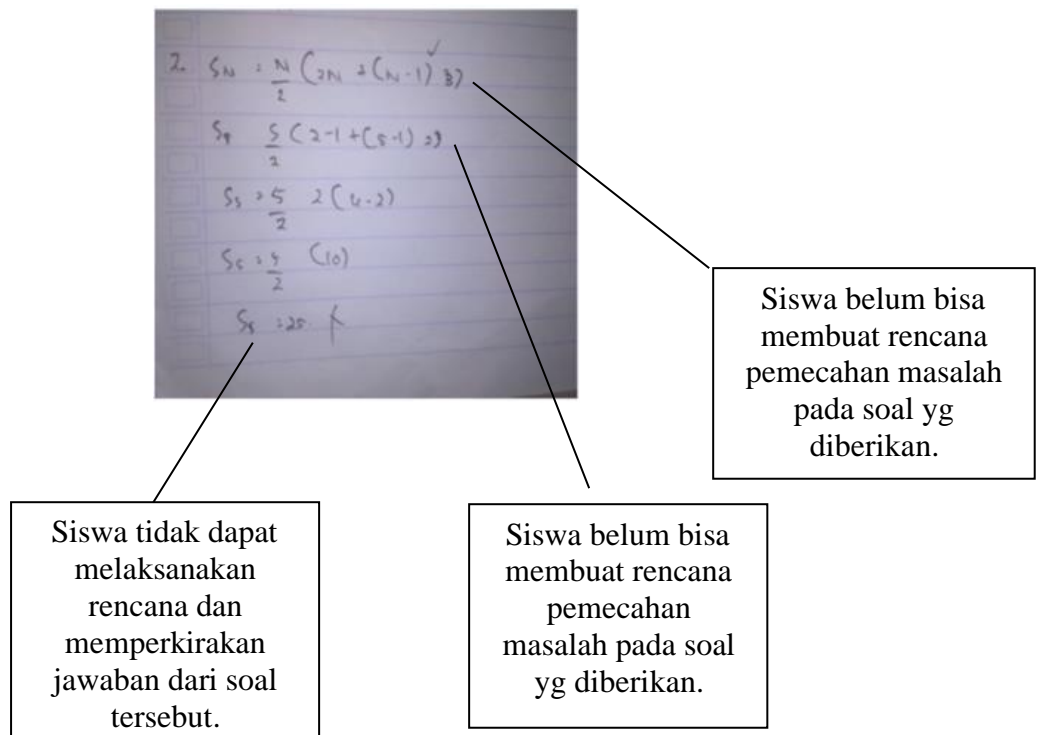 2. SN = N/2 (2N + (N-1) B)
S5 5/2 (2-1 + (5-1) 2)
S5 = 5/2 2(4-2)
S5 = 5/2 (10)
S5 = 25
Siswa belum bisa
membuat rencana
pemecahan masalah
pada soal yg
diberikan.
Siswa tidak dapat
melaksanakan
rencana dan
memperkirakan
jawaban dari soal
tersebut.
Siswa belum bisa
membuat rencana
pemecahan
masalah pada soal
yg diberikan.